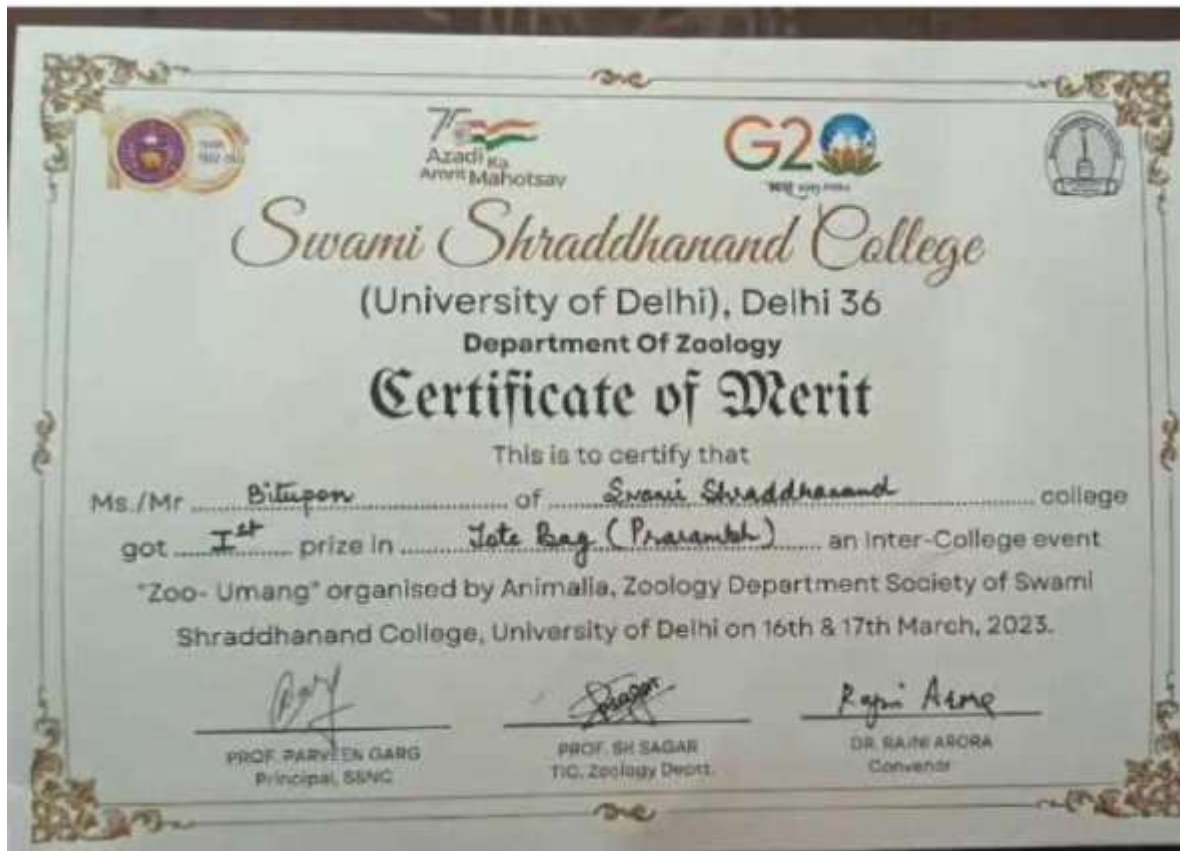 75
Azadi Ka
Amrit Mahotsav
G20
Swami Shraddhanand College
(University of Delhi), Delhi 36
Department Of Zoology
Certificate of Merit
This is to certify that
Ms./Mr Bitupon of Swami Shraddhanand college
got Ist prize in Tote Bag (Prarambh) an Inter-College event
"Zoo- Umang" organised by Animalia, Zoology Department Society of Swami
Shraddhanand College, University of Delhi on 16th & 17th March, 2023.
Rajni Arora
PROF. PARVEEN GARG
Principal, SSNC
PROF. SH SAGAR
TIC. Zoology Deptt.
DR. RAJNI ARORA
Convenor